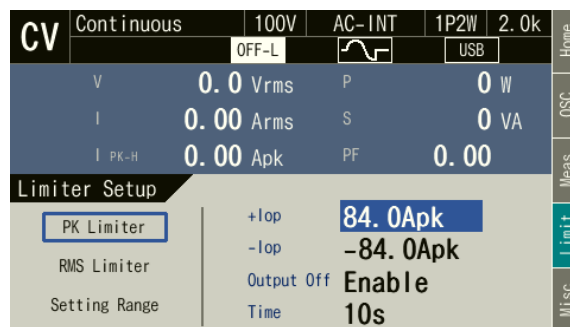 CV Continuous 100V AC-INT 1P2W 2.0k
OFF-L USB
V 0.0 Vrms P 0 W
I 0.00 Arms S 0 VA
I PK-H 0.00 Apk PF 0.00
Limiter Setup
PK Limiter
RMS Limiter
Setting Range
+Iop 84.0Apk
-Iop -84.0Apk
Output Off Enable
Time 10s
Home
OSC
Meas
Limit
Misc